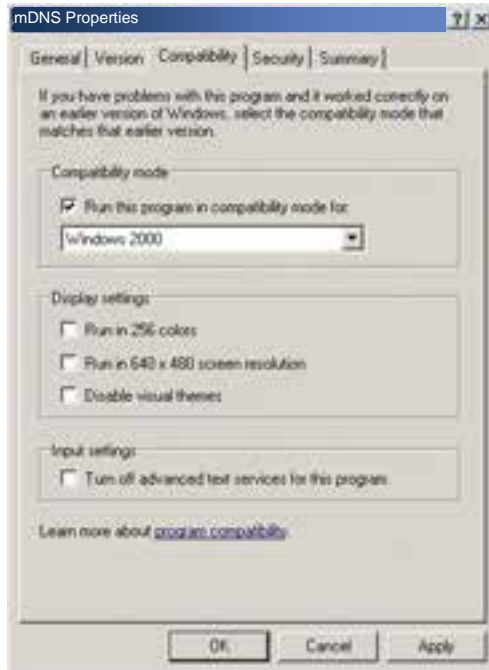 mDNS Properties
General Version Compatibility Security Summary
If you have problems with this program and it worked correctly on
an earlier version of Windows, select the compatibility mode that
matches that earlier version.
Compatibility mode
Run this program in compatibility mode for:
Windows 2000
Display settings
Run in 256 colors
Run in 640 x 480 screen resolution
Disable visual themes
Input settings
Turn off advanced text services for this program
Learn more about program compatibility.
OK Cancel Apply